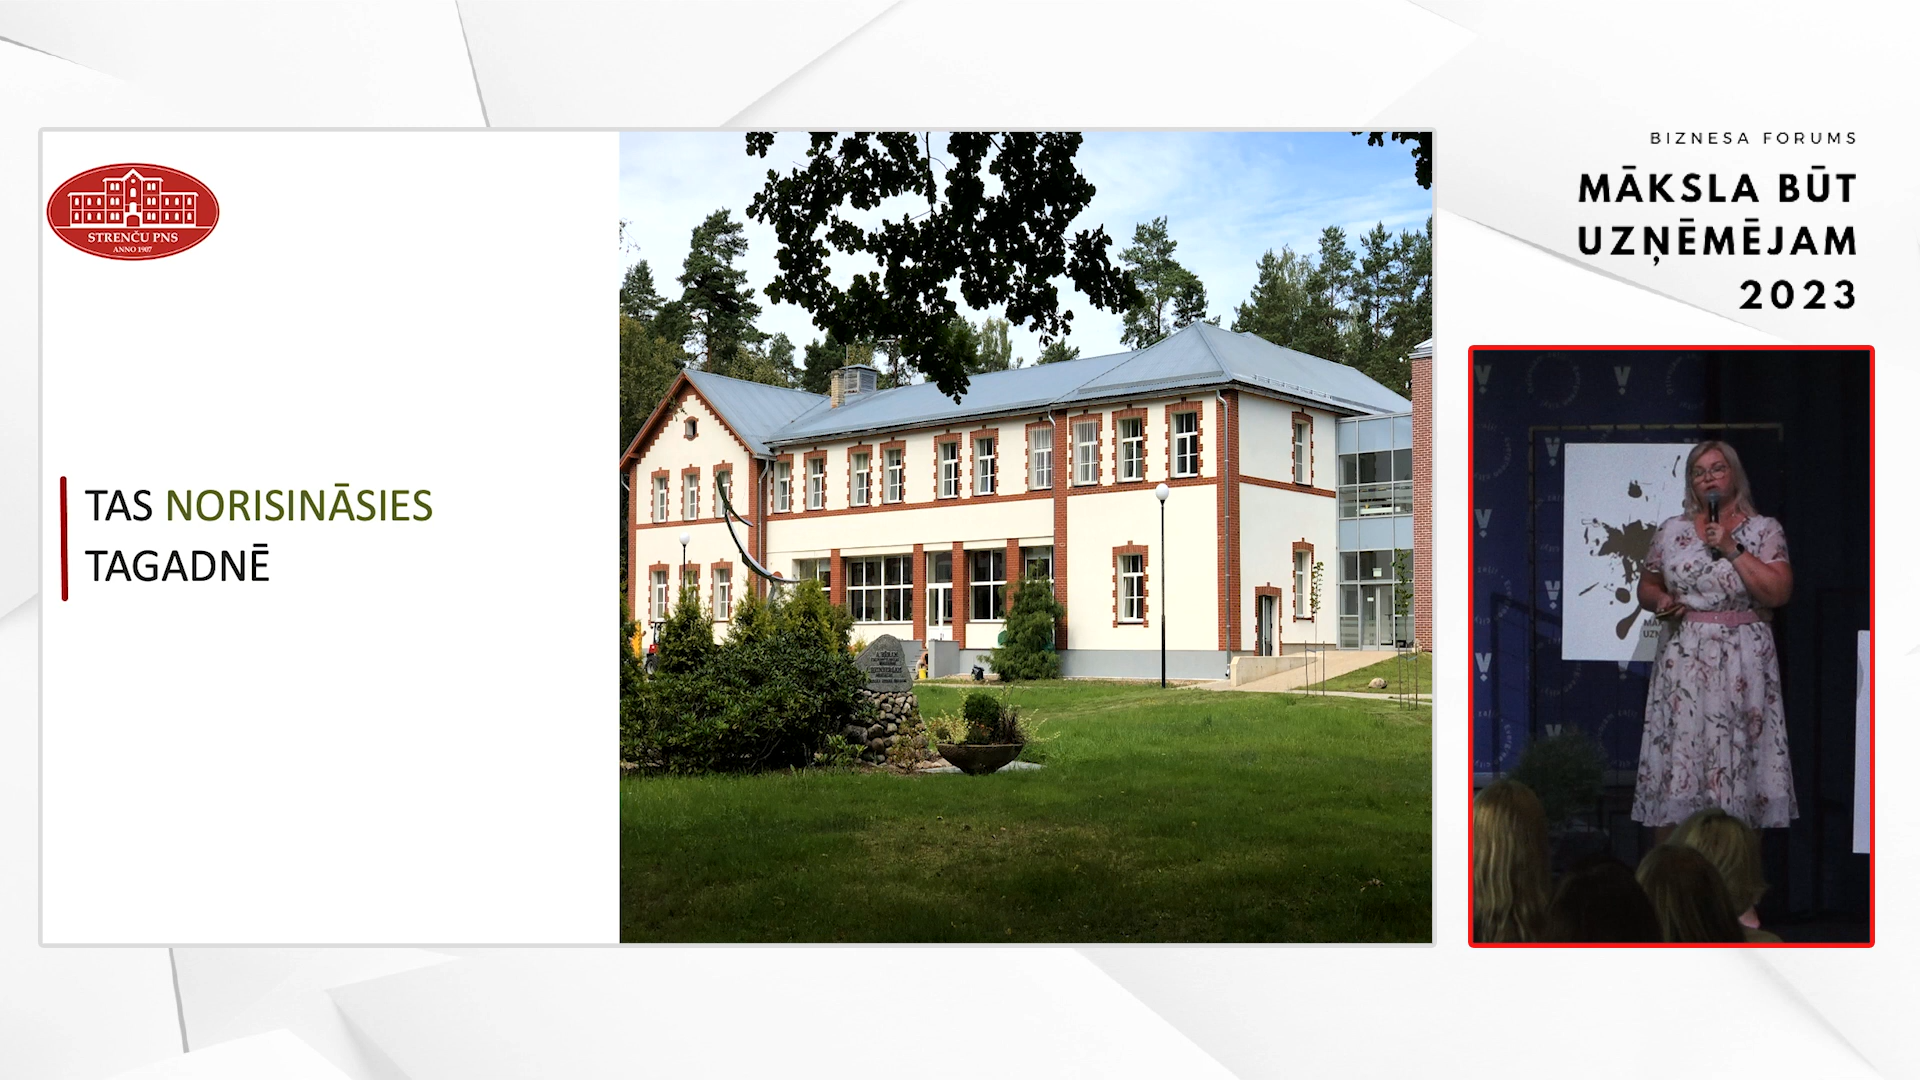 STRENČU PNS
ANNO 1907
TAS NORISINĀSIES
TAGADNĒ
BIZNESA FORUMS
MĀKSLA BŪT
UZŅĒMĒJAM
2023